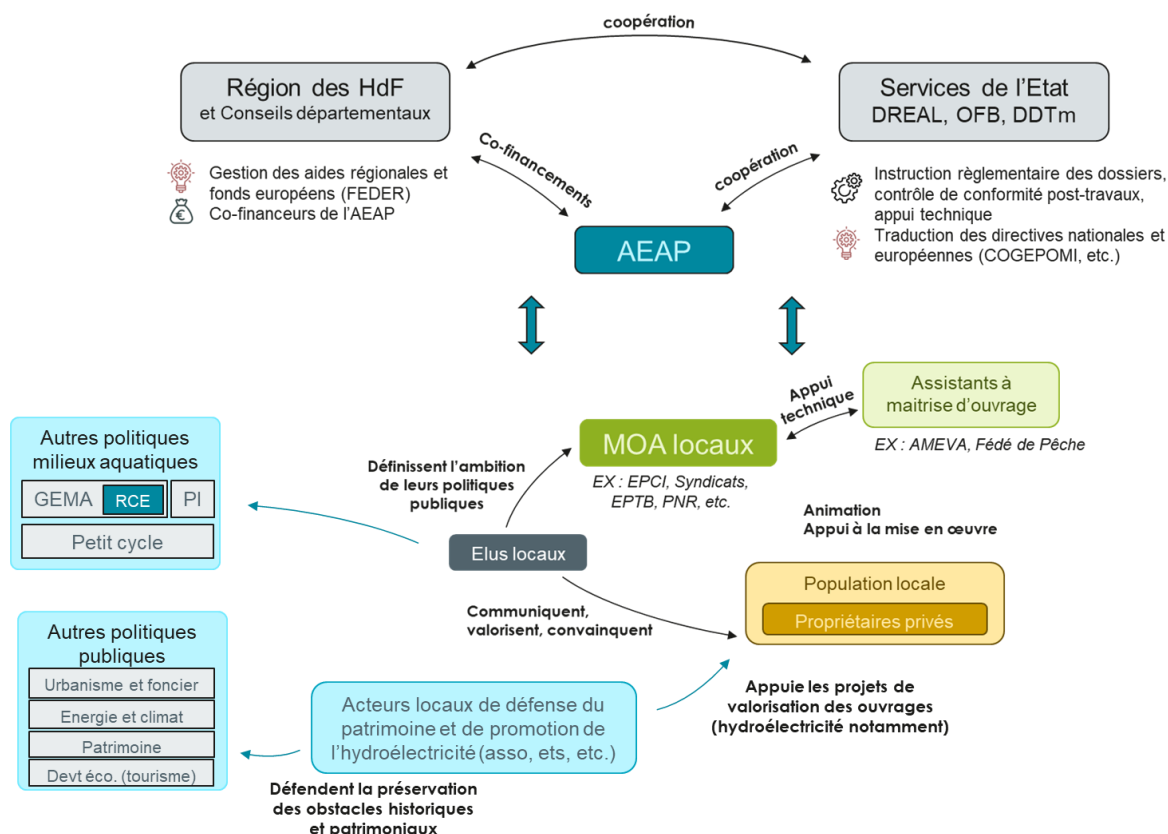 coopération
Région des HdF
et Conseils départementaux
Services de l'Etat
DREAL, OFB, DDTm
Co-financements
coopération
Gestion des aides régionales et
fonds européens (FEDER)
Co-financeurs de l'AEAP
Instruction règlementaire des dossiers,
contrôle de conformité post-travaux,
appui technique
Traduction des directives nationales et
européennes (COGEPOMI, etc.)
AEAP
Appui
technique
Assistants à
maitrise d'ouvrage
EX : AMEVA, Fédé de Pêche
MOA locaux
EX : EPCI, Syndicats,
EPTB, PNR, etc.
Autres politiques
milieux aquatiques
GEMA RCE PI
Petit cycle
Définissent l'ambition
de leurs politiques
publiques
Animation
Appui à la mise en œuvre
Elus locaux
Population locale
Propriétaires privés
Communiquent,
valorisent, convainquent
Autres politiques
publiques
Urbanisme et foncier
Energie et climat
Patrimoine
Devt éco. (tourisme)
Acteurs locaux de défense du
patrimoine et de promotion de
l'hydroélectricité (asso, ets, etc.)
Appuie les projets de
valorisation des ouvrages
(hydroélectricité notamment)
Défendent la préservation
des obstacles historiques
et patrimoniaux